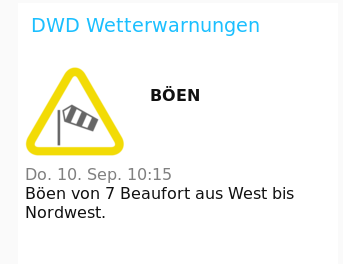 DWD Wetterwarnungen
BÖEN
Do. 10. Sep. 10:15
Böen von 7 Beaufort aus West bis
Nordwest.